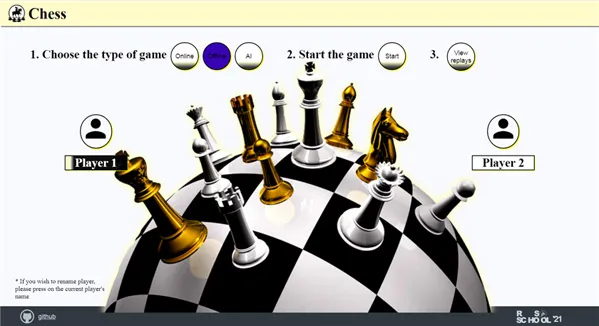 Chess
1. Choose the type of game
Online
Offline
AI
2. Start the game
Start
3.
View
replays
Player 1
Player 2
* If you wish to rename player,
please press on the current player's
name
github
RS
SCHOOL'21